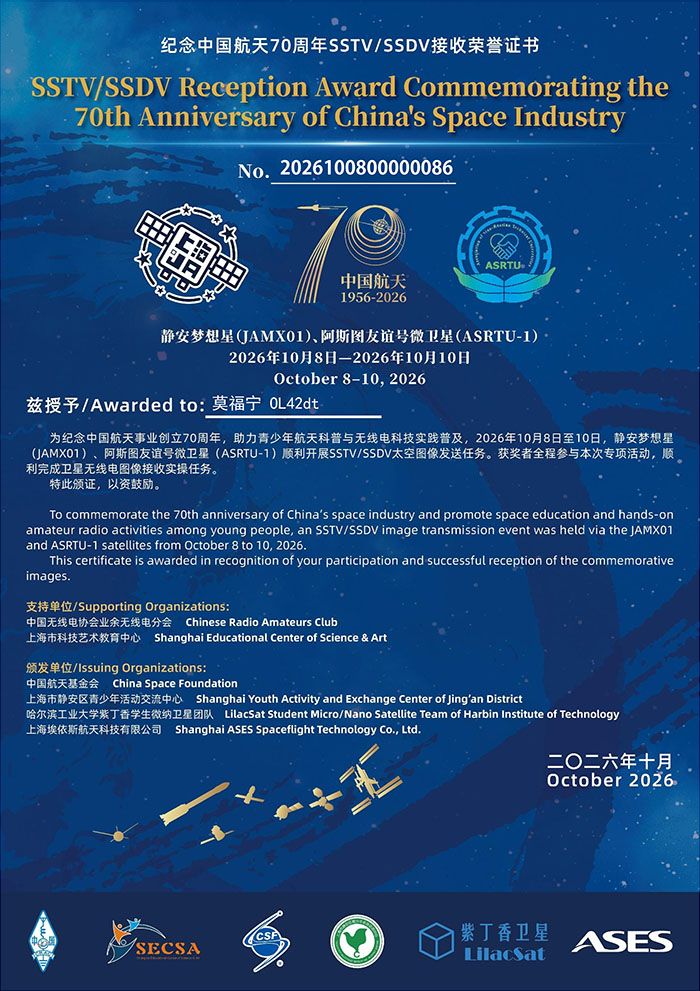 纪念中国航天70周年SSTV/SSDV接收荣誉证书
SSTV/SSDV Reception Award Commemorating the
70th Anniversary of China's Space Industry
No. 2026100800000086
上海
70
中国航天
1956-2026
ASRTU
静安梦想星(JAMX01)、阿斯图友谊号微卫星(ASRTU-1)
2026年10月8日—2026年10月10日
October 8–10, 2026
兹授予/Awarded to: 莫福宁 OL42dt
为纪念中国航天事业创立70周年，助力青少年航天科普与无线电科技实践普及，2026年10月8日至10日，静安梦想星
（JAMX01）、阿斯图友谊号微卫星（ASRTU-1）顺利开展SSTV/SSDV太空图像发送任务。获奖者全程参与本次专项活动，顺
利完成卫星无线电图像接收实操任务。
特此颁证，以资鼓励。
To commemorate the 70th anniversary of China's space industry and promote space education and hands-on
amateur radio activities among young people, an SSTV/SSDV image transmission event was held via the JAMX01
and ASRTU-1 satellites from October 8 to 10, 2026.
This certificate is awarded in recognition of your participation and successful reception of the commemorative
images.
支持单位/Supporting Organizations:
中国无线电协会业余无线电分会 Chinese Radio Amateurs Club
上海市科技艺术教育中心 Shanghai Educational Center of Science & Art
颁发单位/Issuing Organizations:
中国航天基金会 China Space Foundation
上海市静安区青少年活动交流中心 Shanghai Youth Activity and Exchange Center of Jing'an District
哈尔滨工业大学紫丁香学生微纳卫星团队 LilacSat Student Micro/Nano Satellite Team of Harbin Institute of Technology
上海埃依斯航天科技有限公司 Shanghai ASES Spaceflight Technology Co., Ltd.
二〇二六年十月
October 2026
中国
SECSA
CSF
紫丁香卫星
LilacSat
ASES